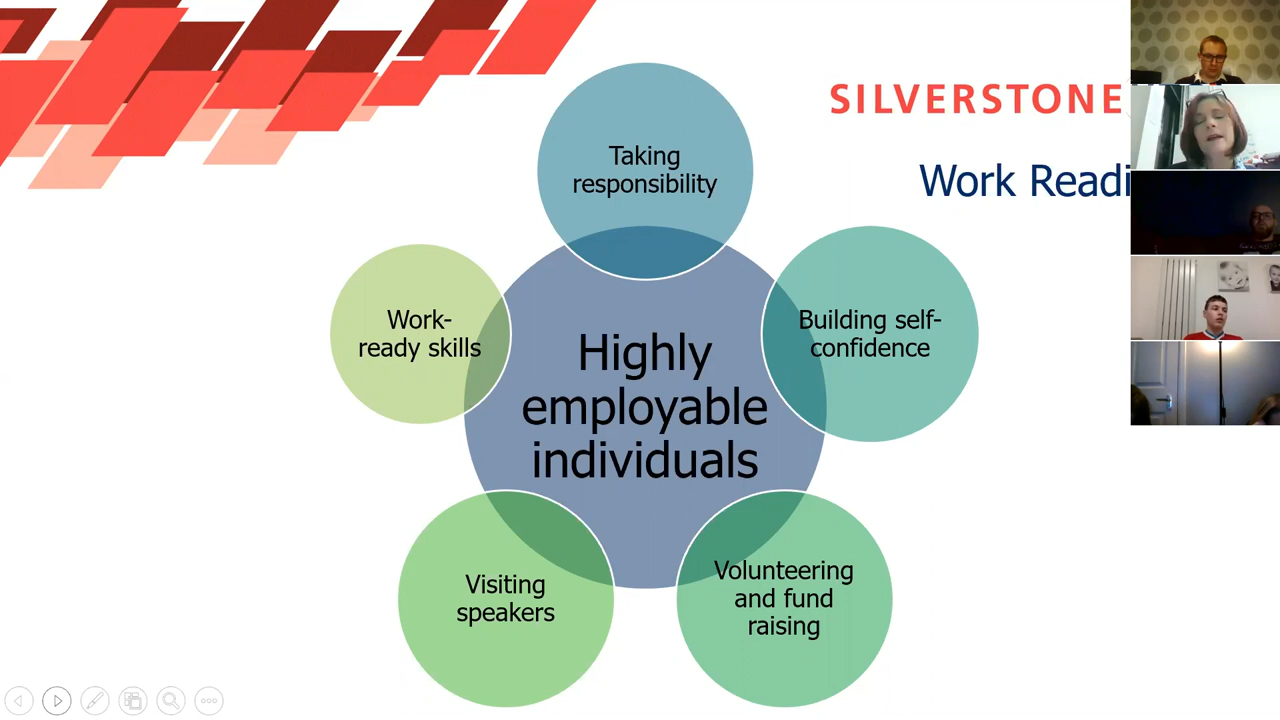 SILVERSTONE
Work Readi
Taking
responsibility
Work-
ready skills
Building self-
confidence
Highly
employable
individuals
Visiting
speakers
Volunteering
and fund
raising